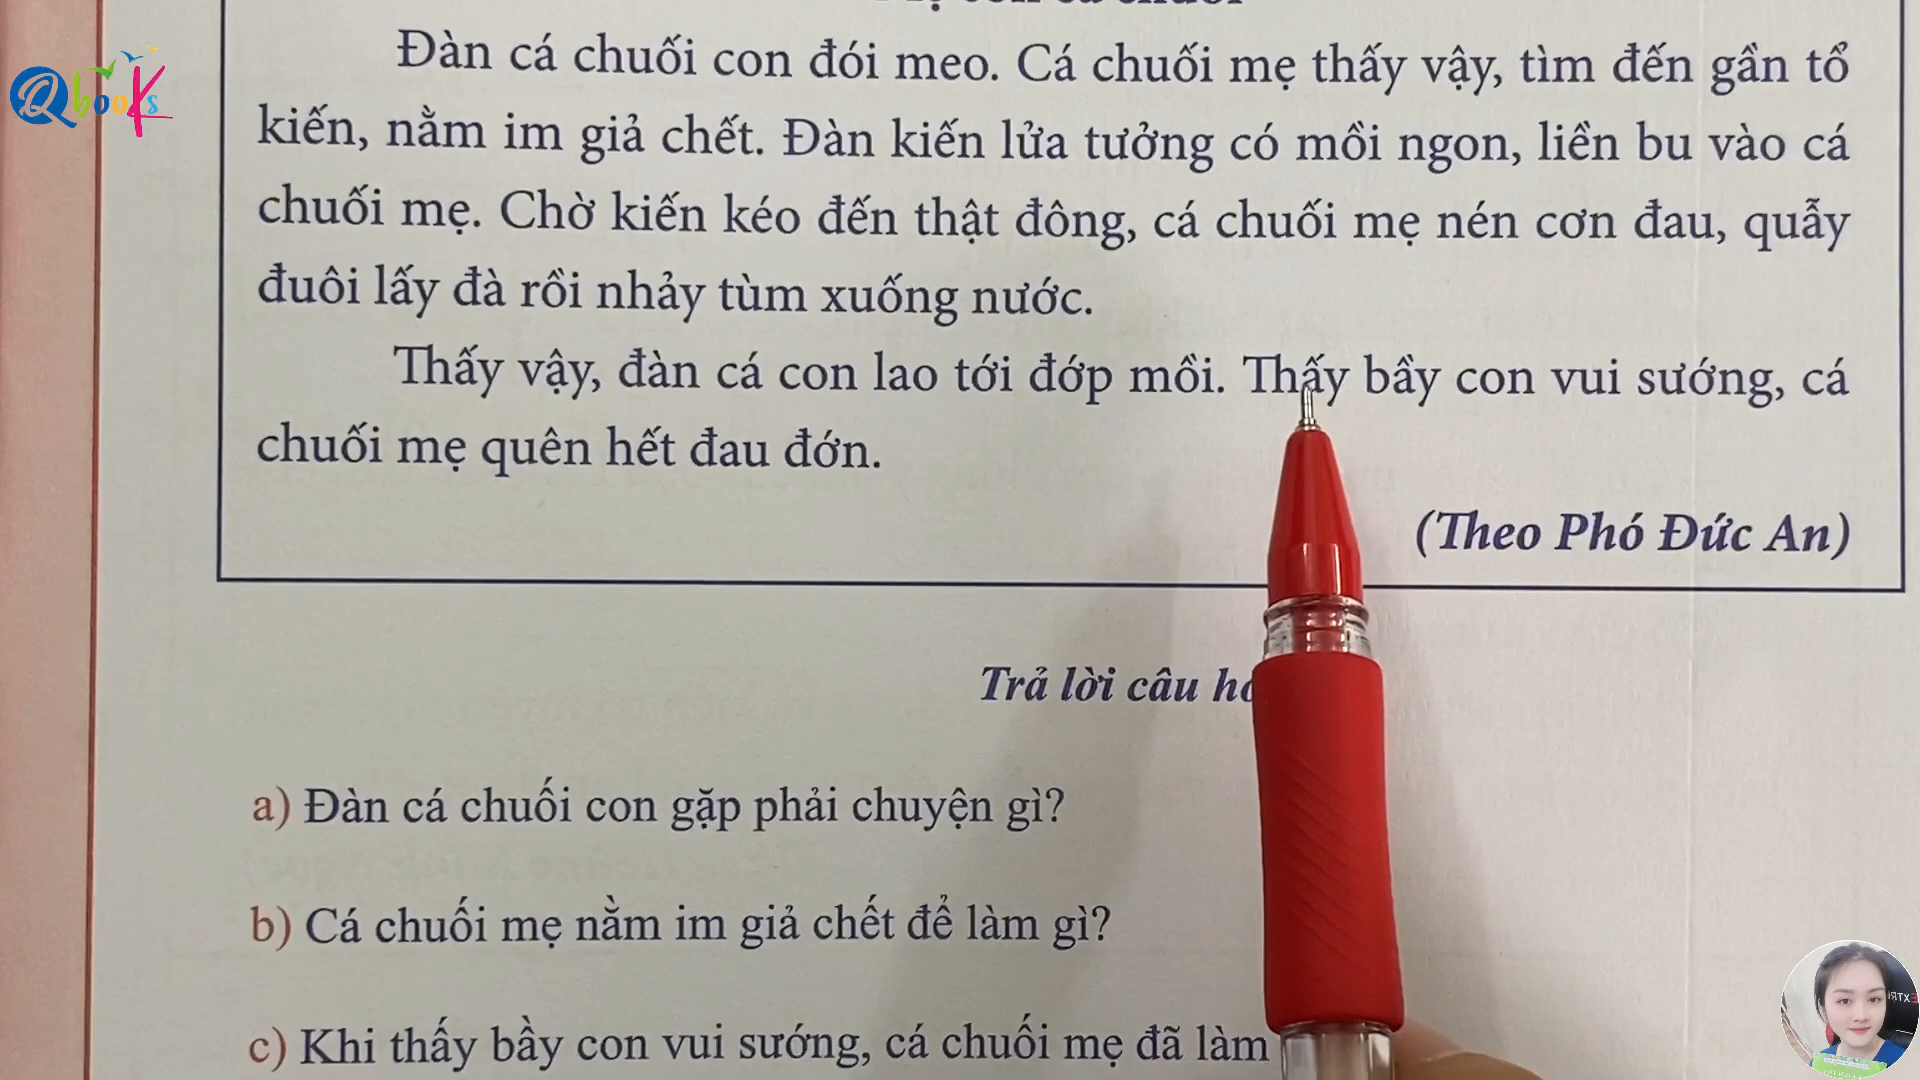 Đàn cá chuối con đói meo. Cá chuối mẹ thấy vậy, tìm đến gần tổ
kiến, nằm im giả chết. Đàn kiến lửa tưởng có mồi ngon, liền bu vào cá
chuối mẹ. Chờ kiến kéo đến thật đông, cá chuối mẹ nén cơn đau, quẫy
đuôi lấy đà rồi nhảy tùm xuống nước.
Thấy vậy, đàn cá con lao tới đớp mồi. Thấy bầy con vui sướng, cá
chuối mẹ quên hết đau đớn.
(Theo Phó Đức An)
Trả lời câu
a) Đàn cá chuối con gặp phải chuyện gì?
b) Cá chuối mẹ nằm im giả chết để làm gì?
c) Khi thấy bầy con vui sướng, cá chuối mẹ đã làm
Qbooks